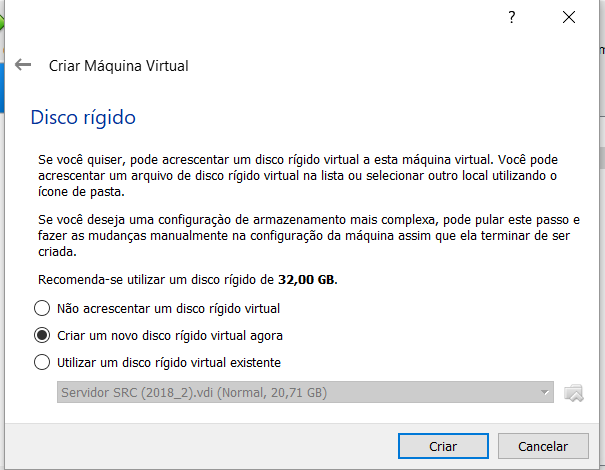 ?
Criar Máquina Virtual
Disco rígido
Se você quiser, pode acrescentar um disco rígido virtual a esta máquina virtual. Você pode
acrescentar um arquivo de disco rígido virtual na lista ou selecionar outro local utilizando o
ícone de pasta.
Se você deseja uma configuraçào de armazenamento mais complexa, pode pular este passo e
fazer as mudanças manualmente na configuração da máquina assim que ela terminar de ser
criada.
Recomenda-se utilizar um disco rígido de 32,00 GB.
Não acrescentar um disco rígido virtual
Criar um novo disco rígido virtual agora
Utilizar um disco rígido virtual existente
Servidor SRC (2018_2).vdi (Normal, 20,71 GB)
Criar
Cancelar